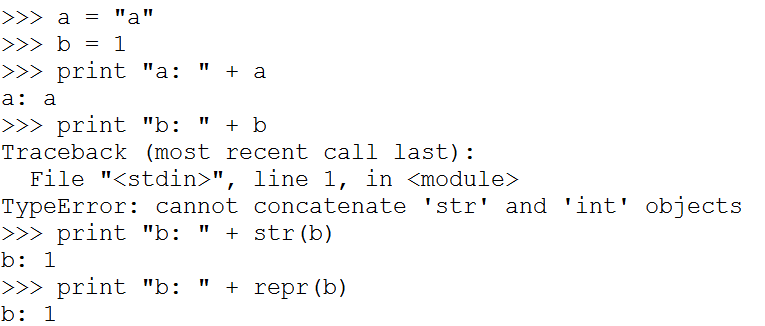 >>> a = "a"
>>> b = 1
>>> print "a: " + a
a: a
>>> print "b: " + b
Traceback (most recent call last):
  File "<stdin>", line 1, in <module>
TypeError: cannot concatenate 'str' and 'int' objects
>>> print "b: " + str(b)
b: 1
>>> print "b: " + repr(b)
b: 1